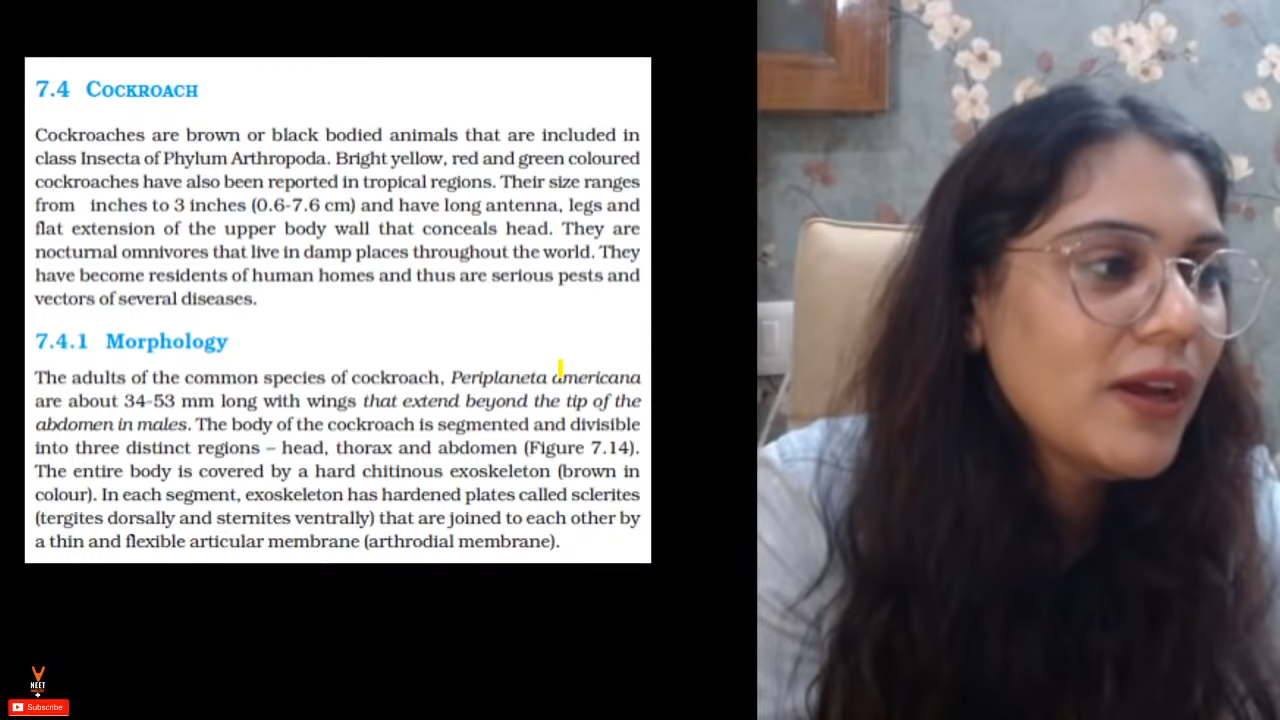 7.4 COCKROACH
Cockroaches are brown or black bodied animals that are included in
class Insecta of Phylum Arthropoda. Bright yellow, red and green coloured
cockroaches have also been reported in tropical regions. Their size ranges
from inches to 3 inches (0.6-7.6 cm) and have long antenna, legs and
flat extension of the upper body wall that conceals head. They are
nocturnal omnivores that live in damp places throughout the world. They
have become residents of human homes and thus are serious pests and
vectors of several diseases.
7.4.1 Morphology
The adults of the common species of cockroach, Periplaneta americana
are about 34-53 mm long with wings that extend beyond the tip of the
abdomen in males. The body of the cockroach is segmented and divisible
into three distinct regions – head, thorax and abdomen (Figure 7.14).
The entire body is covered by a hard chitinous exoskeleton (brown in
colour). In each segment, exoskeleton has hardened plates called sclerites
(tergites dorsally and sternites ventrally) that are joined to each other by
a thin and flexible articular membrane (arthrodial membrane).
NEET
Subscribe